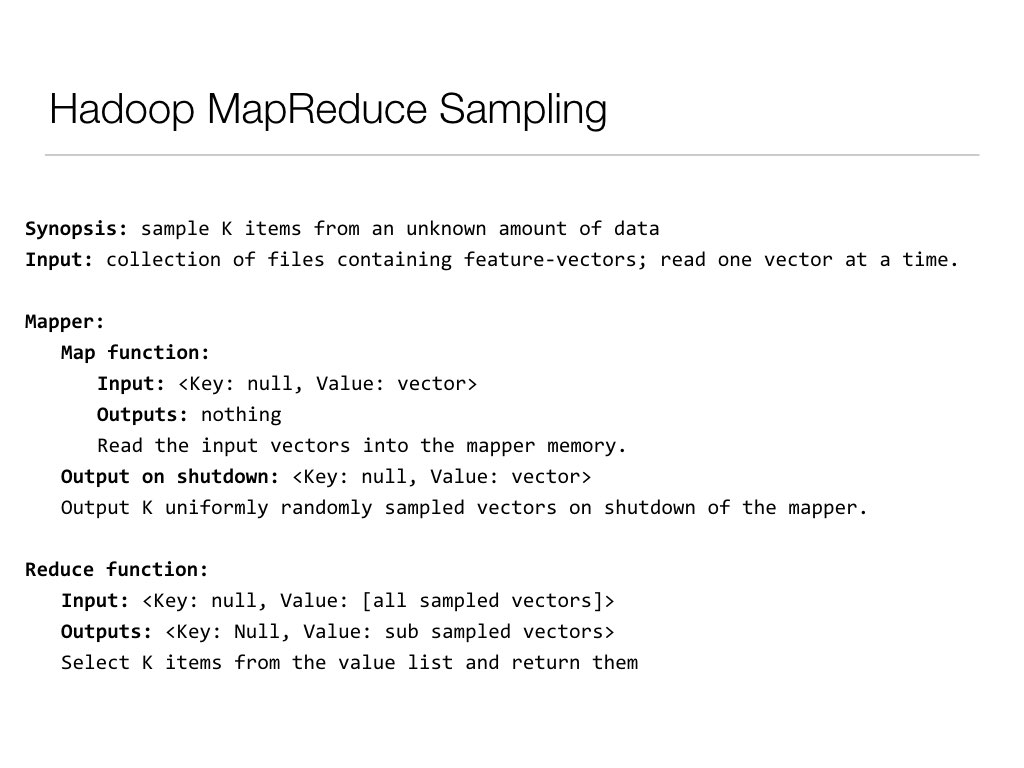 Hadoop MapReduce Sampling
Synopsis: sample K items from an unknown amount of data
Input: collection of files containing feature-vectors; read one vector at a time.
Mapper:
Map function:
Input: <Key: null, Value: vector>
Outputs: nothing
Read the input vectors into the mapper memory.
Output on shutdown: <Key: null, Value: vector>
Output K uniformly randomly sampled vectors on shutdown of the mapper.
Reduce function:
Input: <Key: null, Value: [all sampled vectors]>
Outputs: <Key: Null, Value: sub sampled vectors>
Select K items from the value list and return them